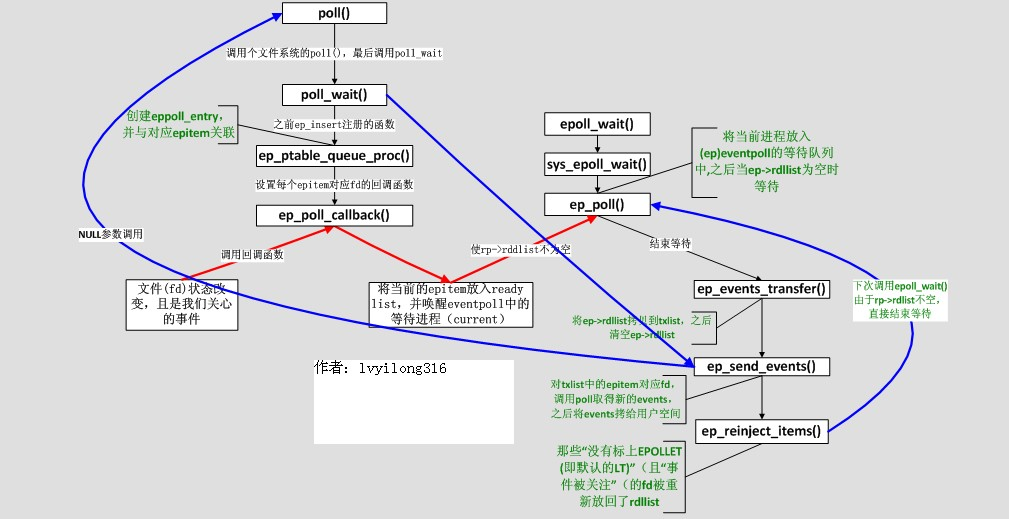 poll()
调用个文件系统的poll(), 最后调用poll_wait
poll_wait()
创建eppoll_entry,
并与对应epitem关联
之前ep_insert注册的函数
ep_ptable_queue_proc()
设置每个epitem对应fd的回调函数
ep_poll_callback()
NULL参数调用
调用回调函数
文件(fd)状态改
变，且是我们关心
的事件
将当前的epitem放入ready
list，并唤醒eventpoll中的
等待进程（current）
使rp->rddlist不为空
epoll_wait()
sys_epoll_wait()
ep_poll()
将当前进程放入
(ep)eventpoll的等待队列
中,之后当ep->rdllist为空时
等待
结束等待
ep_events_transfer()
下次调用epoll_wait()
由于rp->rdlist不空,
直接结束等待
将ep->rdllist拷贝到txlist，之后
清空ep->rdllist
ep_send_events()
对txlist中的epitem对应fd,
调用poll取得新的events,
之后将events拷给用户空间
ep_reinject_items()
那些“没有标上EPOLLET
(即默认的LT)”（且“事
件被关注”（的fd被重
新放回了rdllist
作者：lvyilong316